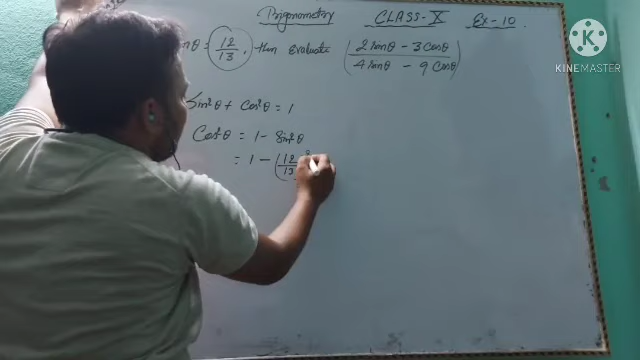 Trigonometry CLASS-X Ex-10.
nθ = (12/13), then evaluate (2 sinθ - 3 cosθ / 4 sinθ - 9 cosθ)
Sin²θ + Cos²θ = 1
Cos²θ = 1 - Sin²θ
= 1 - (12/13
KINEMASTER